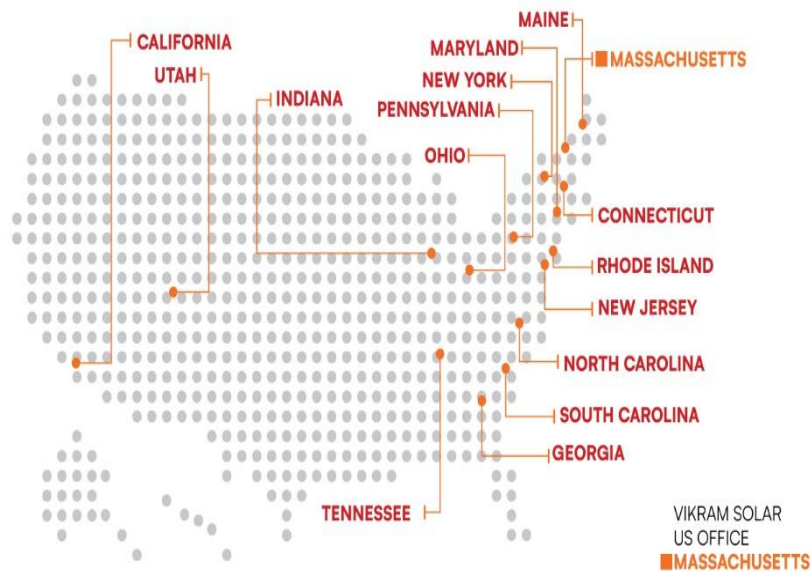 MAINE
CALIFORNIA
MARYLAND
MASSACHUSETTS
UTAH
NEW YORK
INDIANA
PENNSYLVANIA
OHIO
CONNECTICUT
RHODE ISLAND
NEW JERSEY
NORTH CAROLINA
SOUTH CAROLINA
GEORGIA
TENNESSEE
VIKRAM SOLAR
US OFFICE
MASSACHUSETTS